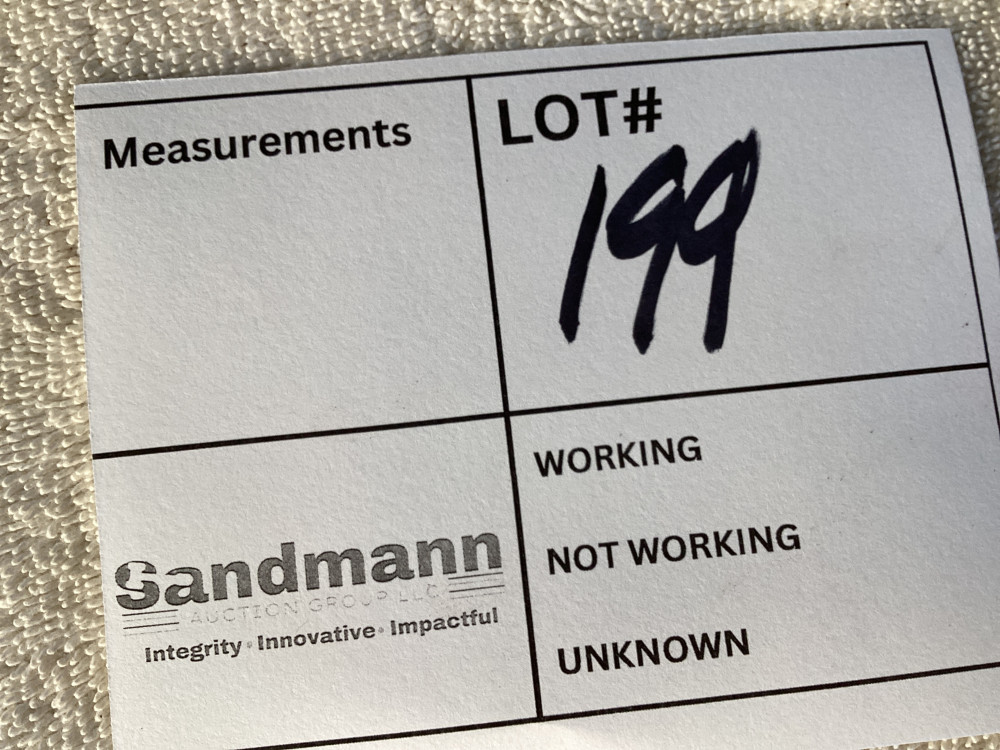 Measurements
LOT#
199
WORKING
NOT WORKING
UNKNOWN
Sandmann
AUCTION GROUP LLC
Integrity · Innovative · Impactful